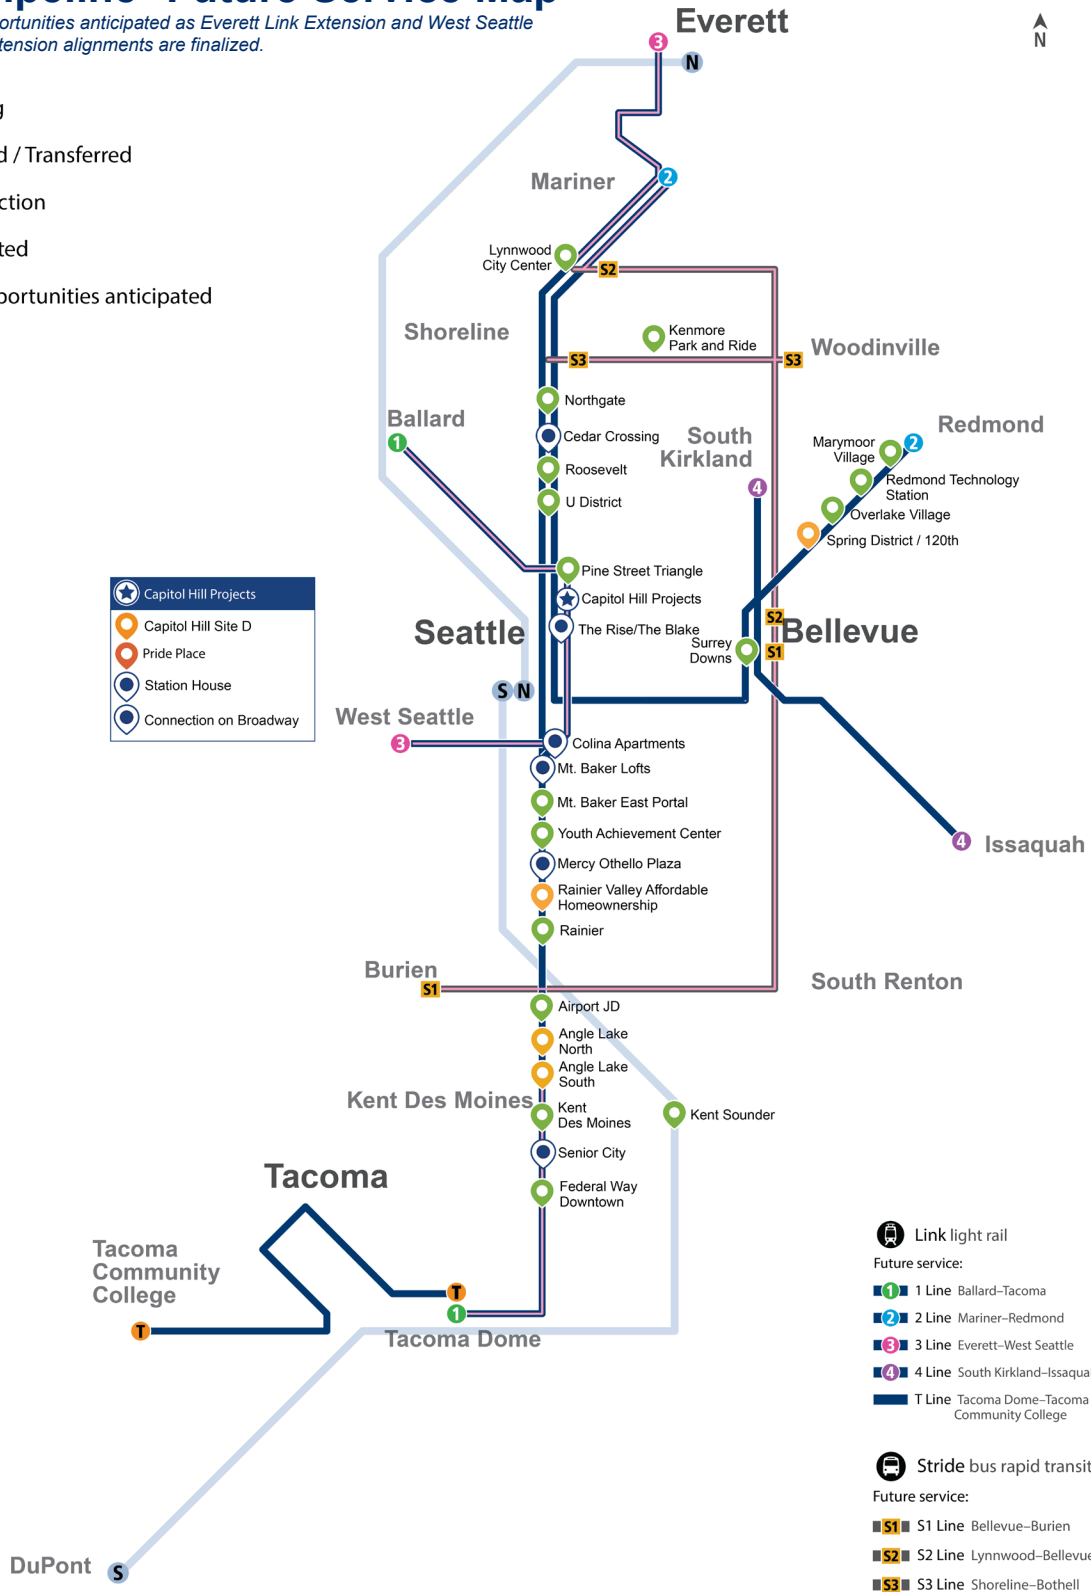 Pipeline - Future Service Map
ortunities anticipated as Everett Link Extension and West Seattle
tension alignments are finalized.
g
d / Transferred
ction
ted
portunities anticipated
Everett
N
3
N
Mariner
2
Lynnwood
City Center
S2
Shoreline
Kenmore
Park and Ride
S3
S3
Woodinville
Northgate
Ballard
1
Cedar Crossing
South
Kirkland
4
Redmond
2
Marymoor
Village
Roosevelt
Redmond Technology
Station
U District
Overlake Village
Spring District / 120th
Pine Street Triangle
Capitol Hill Projects
Capitol Hill Projects
Capitol Hill Site D
Pride Place
Station House
Connection on Broadway
Seattle
The Rise/The Blake
S2
Bellevue
Surrey
Downs
S1
S
N
West Seattle
3
Colina Apartments
Mt. Baker Lofts
Mt. Baker East Portal
Youth Achievement Center
4
Issaquah
Mercy Othello Plaza
Rainier Valley Affordable
Homeownership
Rainier
Burien
S1
South Renton
Airport JD
Angle Lake
North
Angle Lake
South
Kent Des Moines
Kent
Des Moines
Kent Sounder
Senior City
Tacoma
Federal Way
Downtown
Tacoma
Community
College
T
T
1
Tacoma Dome
DuPont
S
Link light rail
Future service:
1 1 Line Ballard–Tacoma
2 2 Line Mariner–Redmond
3 3 Line Everett–West Seattle
4 4 Line South Kirkland–Issaqua
T Line Tacoma Dome–Tacoma
Community College
Stride bus rapid transit
Future service:
S1 S1 Line Bellevue–Burien
S2 S2 Line Lynnwood–Bellevue
S3 S3 Line Shoreline–Bothell